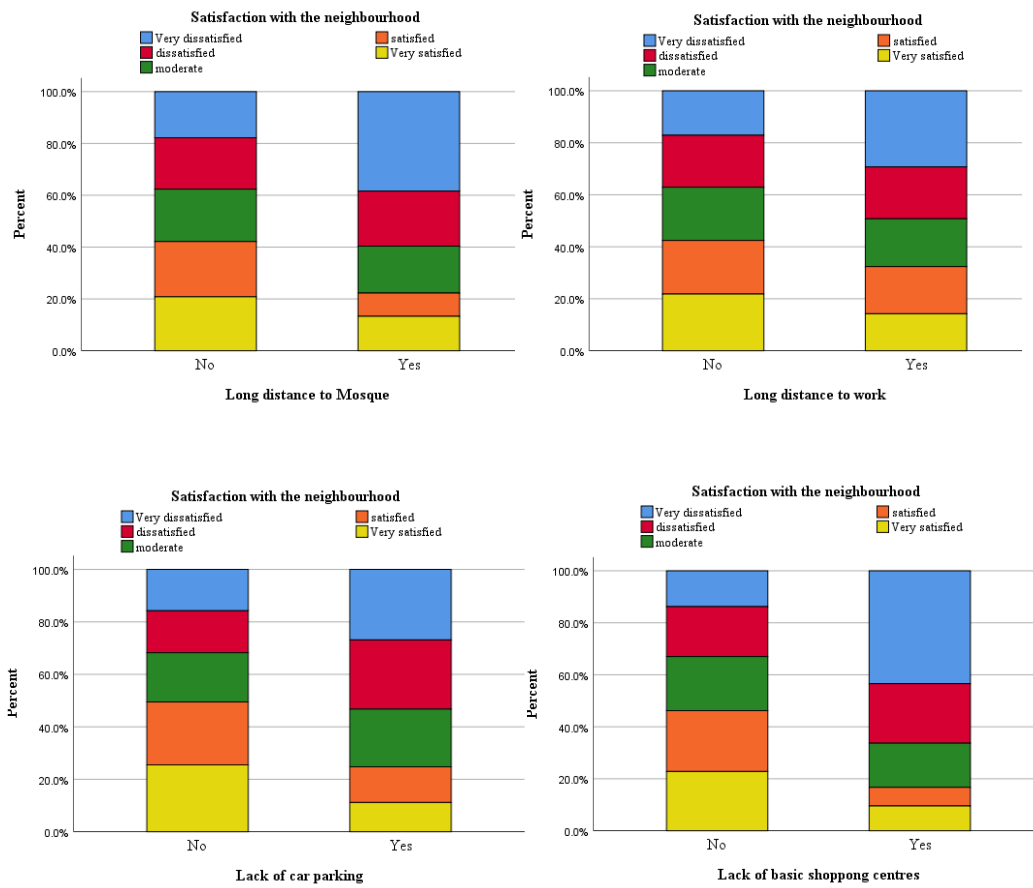 Satisfaction with the neighbourhood
Very dissatisfied
satisfied
dissatisfied
Very satisfied
moderate
100.0%
80.0%
60.0%
40.0%
20.0%
0.0%
Percent
No
Yes
Long distance to Mosque
Satisfaction with the neighbourhood
Very dissatisfied
satisfied
dissatisfied
Very satisfied
moderate
100.0%
80.0%
60.0%
40.0%
20.0%
0.0%
Percent
No
Yes
Long distance to work
Satisfaction with the neighbourhood
Very dissatisfied
satisfied
dissatisfied
Very satisfied
moderate
100.0%
80.0%
60.0%
40.0%
20.0%
0.0%
Percent
No
Yes
Lack of car parking
Satisfaction with the neighbourhood
Very dissatisfied
satisfied
dissatisfied
Very satisfied
moderate
100.0%
80.0%
60.0%
40.0%
20.0%
0.0%
Percent
No
Yes
Lack of basic shoppong centres